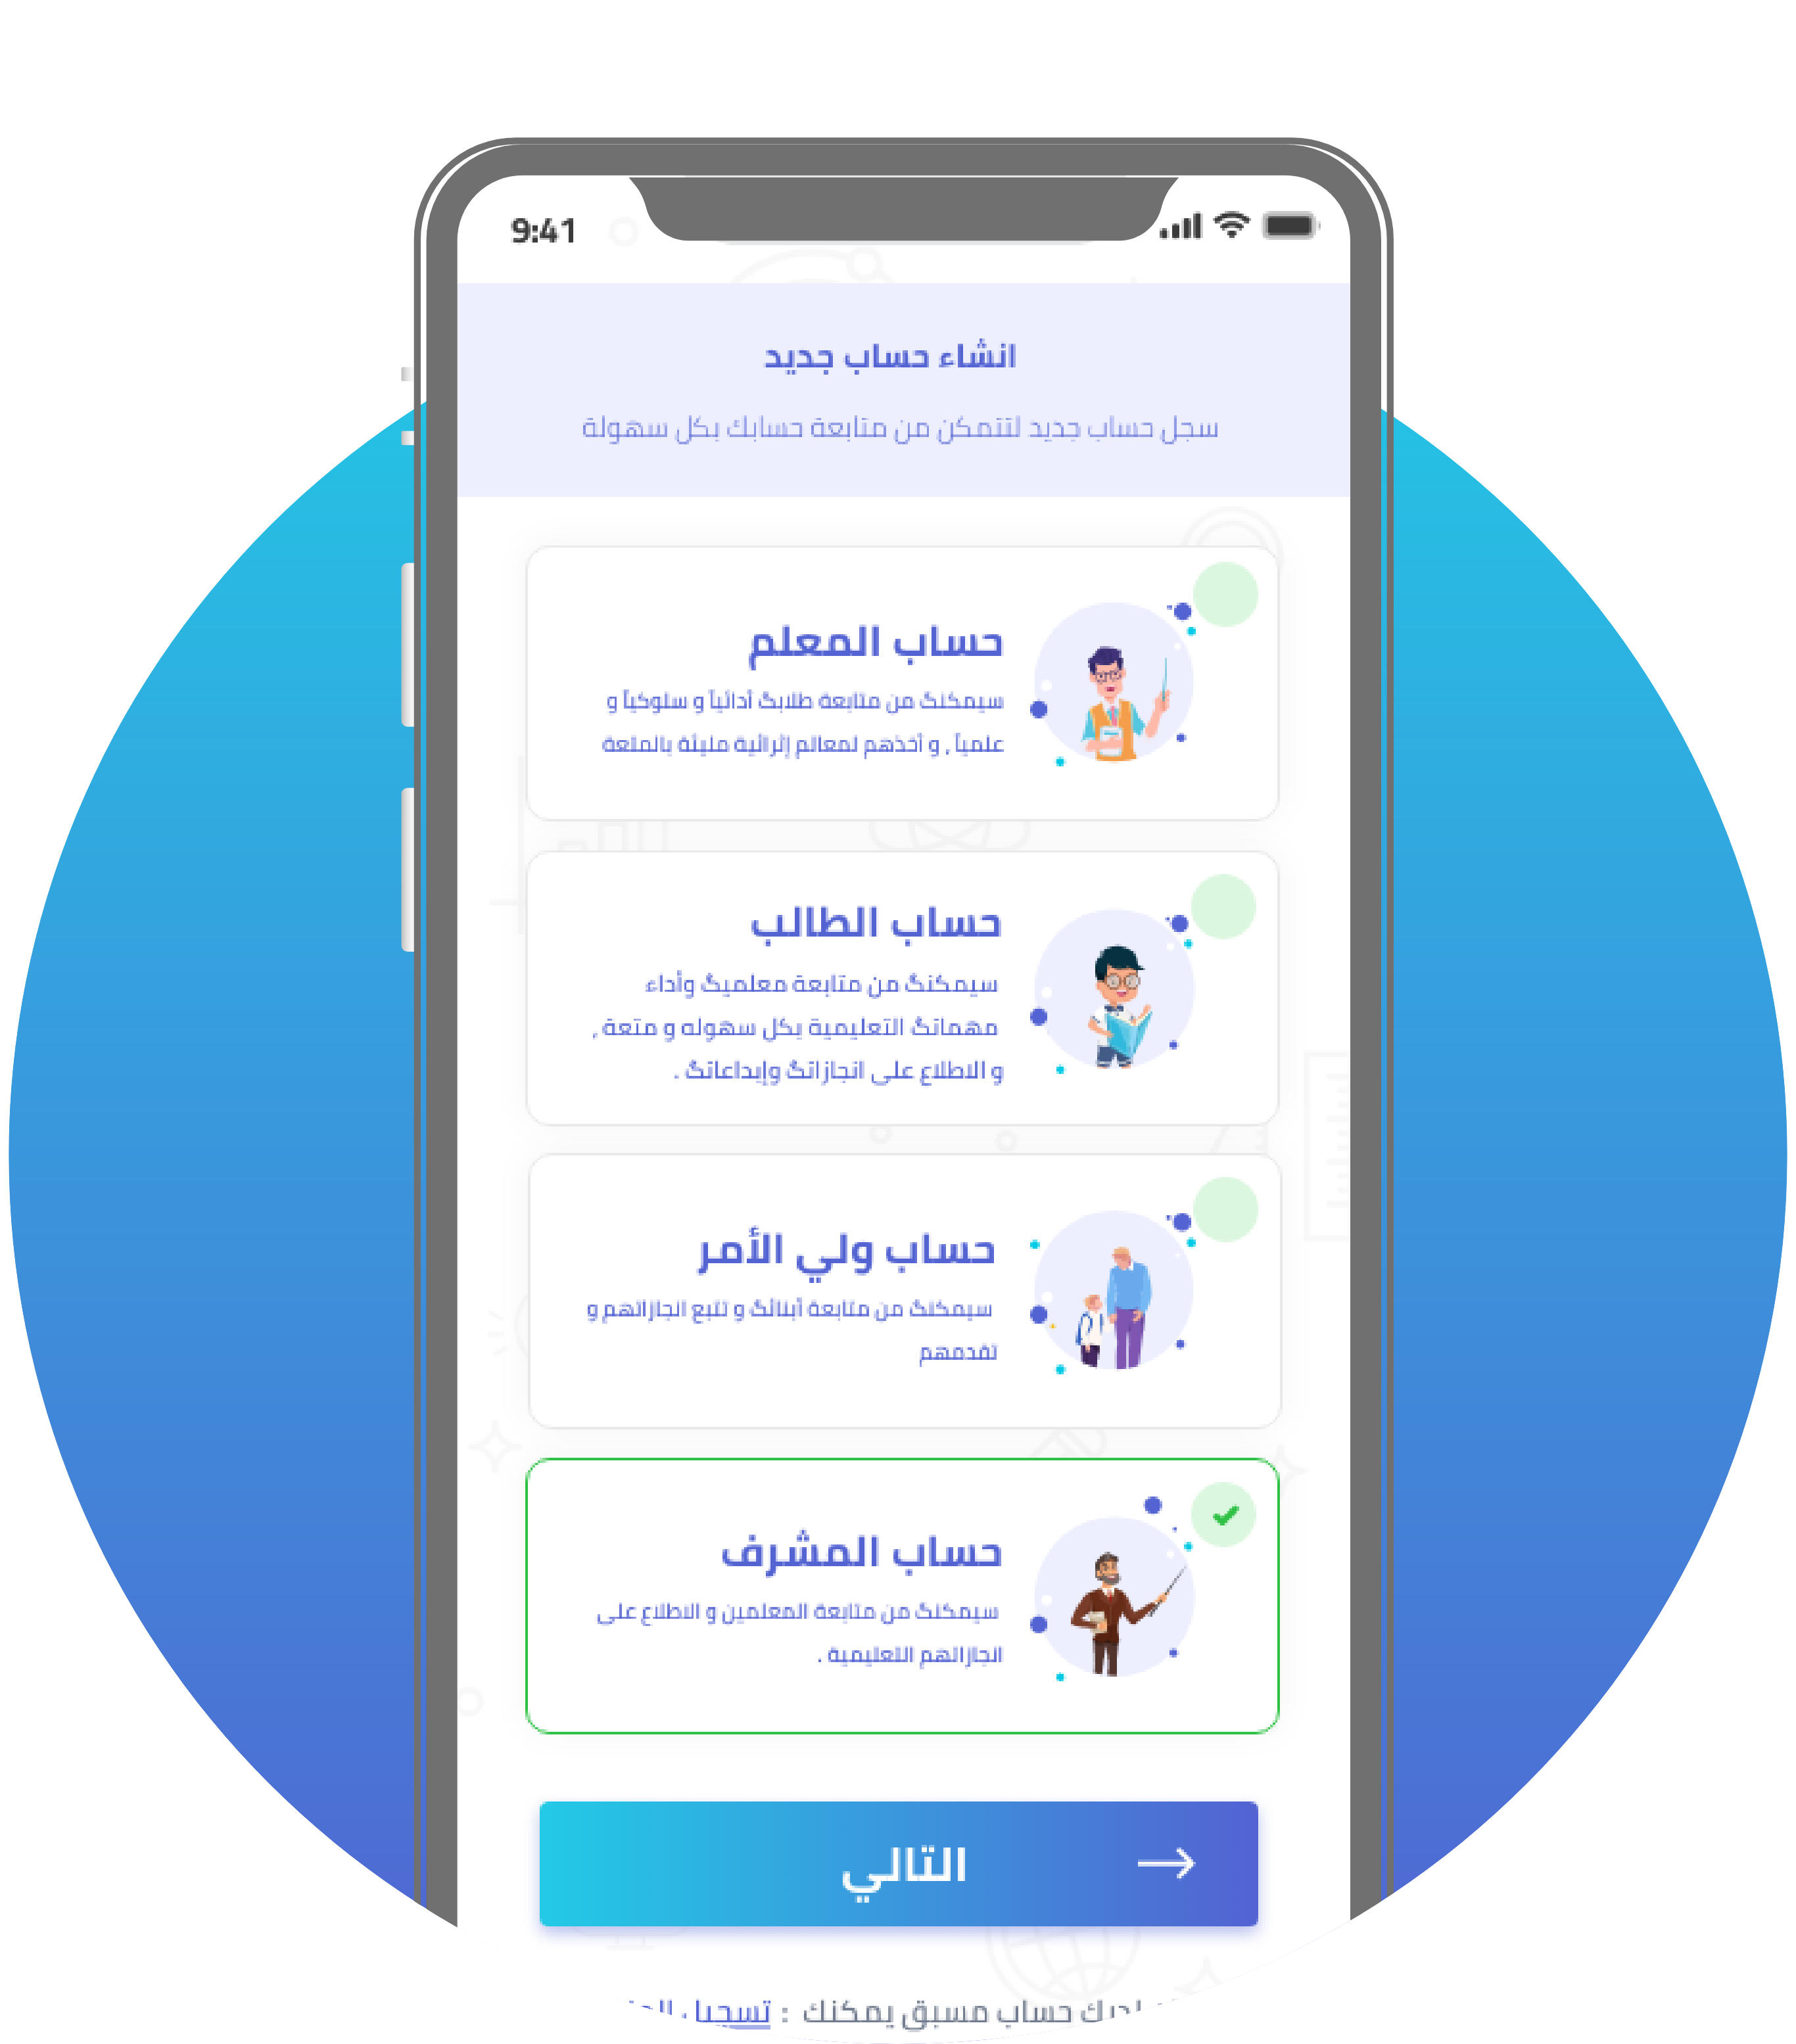 9:41
انشاء حساب جديد
سجل حساب جديد لتتمكن من متابعة حسابك بكل سهولة
حساب المعلم
سيمكنك من متابعة طلابك أدائياً و سلوكياً و
علمياً , و أخذهم لمعالم إثرائية مليئة بالمتعة
حساب الطالب
سيمكنك من متابعة معلميك وأداء
مهماتك التعليمية بكل سهوله و متعة ,
و الاطلاع على انجازاتك وإبداعاتك .
حساب ولي الأمر
سيمكنك من متابعة أبنائك و تتبع انجازاتهم و
تقدمهم
حساب المشرف
سيمكنك من متابعة المعلمين و الاطلاع على
انجازاتهم التعليمية .
التالي
لديك حساب مسبق يمكنك : تسجيل